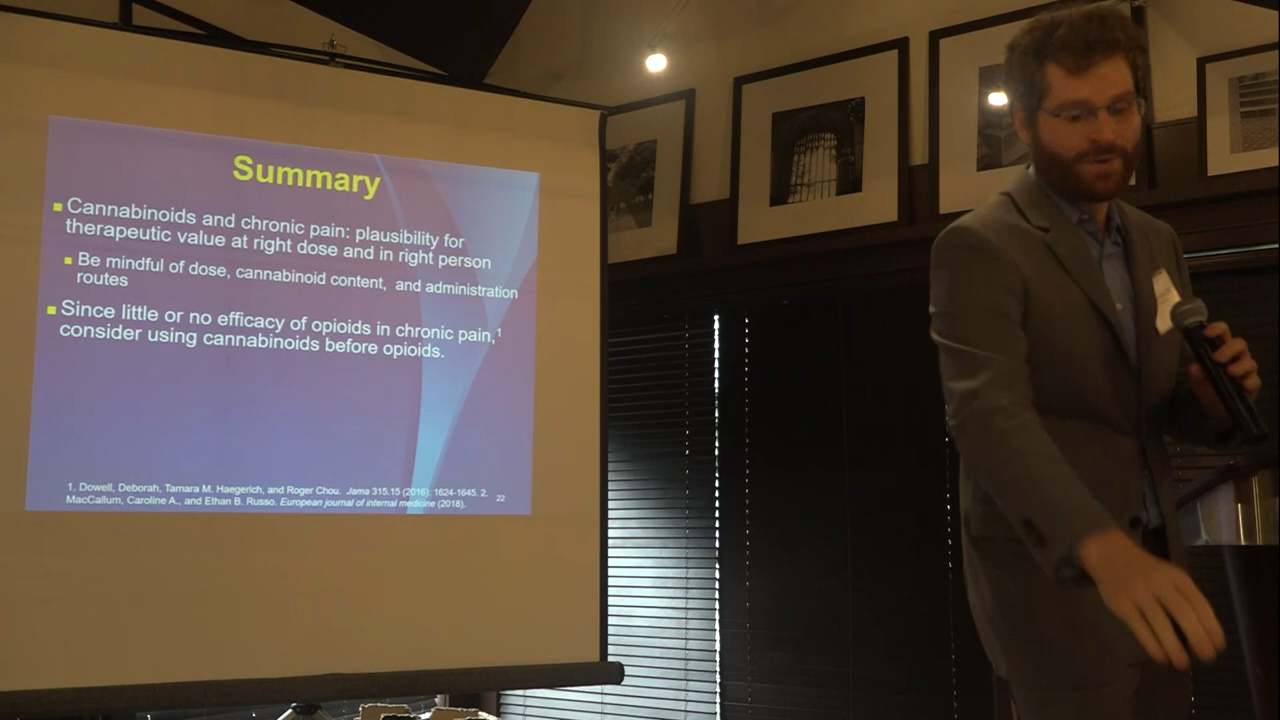 Summary
Cannabinoids and chronic pain: plausibility for
therapeutic value at right dose and in right person
Be mindful of dose, cannabinoid content, and administration
routes
Since little or no efficacy of opioids in chronic pain,¹
consider using cannabinoids before opioids.
1. Dowell, Deborah, Tamara M. Haegerich, and Roger Chou. Jama 315.15 (2016): 1624-1645. 2.
MacCallum, Caroline A., and Ethan B. Russo. European journal of internal medicine (2018).
22